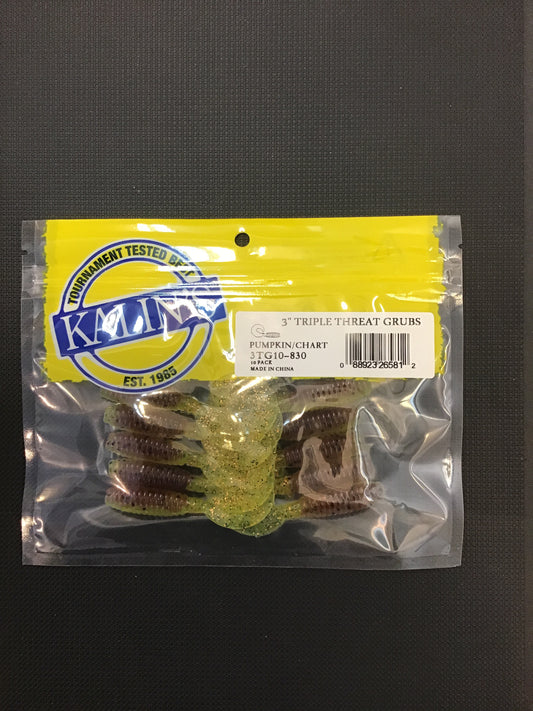 TOURNAMENT TESTED BEST
KALIN'S
EST. 1985
3" TRIPLE THREAT GRUBS
PUMPKIN/CHART
3TG10-830
10 PACK
MADE IN CHINA
0 88923 26581 2